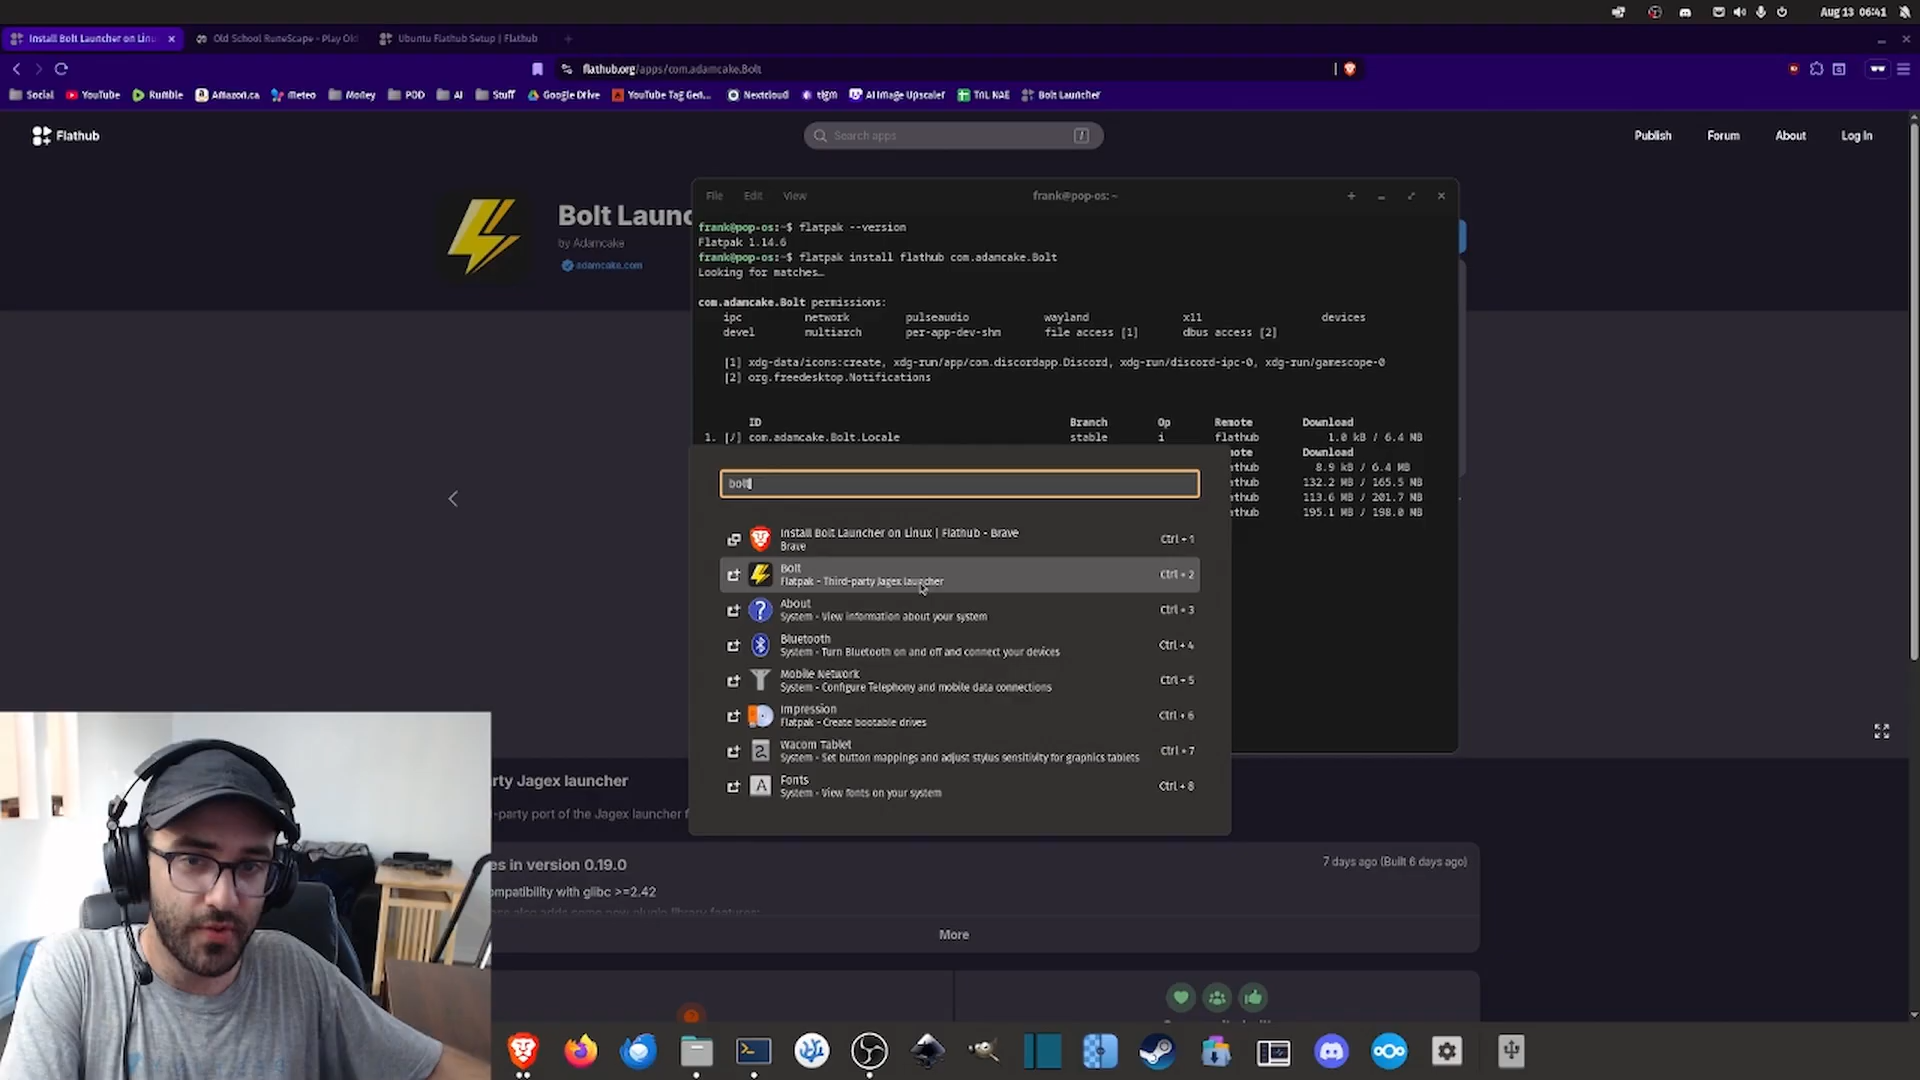 Aug 13 06:41
Install Bolt Launcher on Linu
Old School RuneScape - Play Old
Ubuntu Flathub Setup | Flathub
flathub.org/apps/com.adamcake.Bolt
Social
YouTube
Rumble
Amazon.ca
Meteo
Money
POD
AI
Stuff
Google Drive
YouTube Tag Gen...
Nextcloud
AI Image Upscaler
Bolt Launcher
Flathub
Search apps
/
Publish
Forum
About
Log In
Bolt Launc
by Adamcake
adamcake.com
File
Edit
View
frank@pop-os: ~
frank@pop-os:~$ flatpak --version
Flatpak 1.14.6
frank@pop-os:~$ flatpak install flathub com.adamcake.Bolt
Looking for matches…
com.adamcake.Bolt permissions:
ipc network pulseaudio wayland x11 devices
devel multiarch per-app-dev-shm file access [1] dbus access [2]
[1] xdg-data/icons:create, xdg-run/app/com.discordapp.Discord, xdg-run/discord-ipc-0, xdg-run/gamescope-0
[2] org.freedesktop.Notifications
ID Branch Op Remote Download
1. [/] com.adamcake.Bolt.Locale stable i flathub 1.0 kB / 6.4 MB
mote Download
thub 8.9 kB / 6.4 MB
thub 132.2 MB / 165.5 MB
thub 113.6 MB / 201.7 MB
thub 195.1 MB / 198.0 MB
bolt
Install Bolt Launcher on Linux | Flathub - Brave
Brave
Ctrl + 1
Bolt
Flatpak - Third-party Jagex launcher
Ctrl + 2
About
System - View information about your system
Ctrl + 3
Bluetooth
System - Turn Bluetooth on and off and connect your devices
Ctrl + 4
Mobile Network
System - Configure Telephony and mobile data connections
Ctrl + 5
Impression
Flatpak - Create bootable drives
Ctrl + 6
Wacom Tablet
System - Set button mappings and adjust stylus sensitivity for graphics tablets
Ctrl + 7
Fonts
System - View fonts on your system
Ctrl + 8
rty Jagex launcher
-party port of the Jagex launcher f
es in version 0.19.0
7 days ago (Built 6 days ago)
ompatibility with glibc >=2.42
More